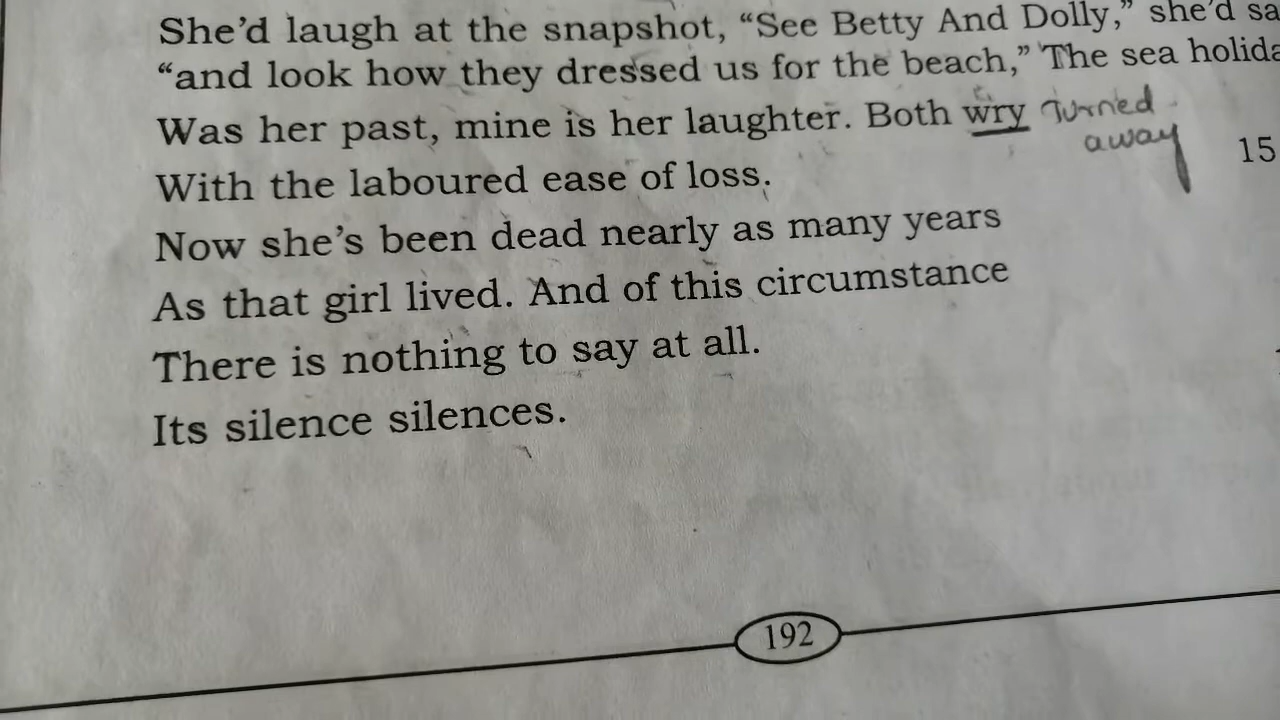 She’d laugh at the snapshot, “See Betty And Dolly,” she’d sa
“and look how they dressed us for the beach,” The sea holida
Was her past, mine is her laughter. Both wry Turned
away
15
With the laboured ease of loss.
Now she’s been dead nearly as many years
As that girl lived. And of this circumstance
There is nothing to say at all.
Its silence silences.
192